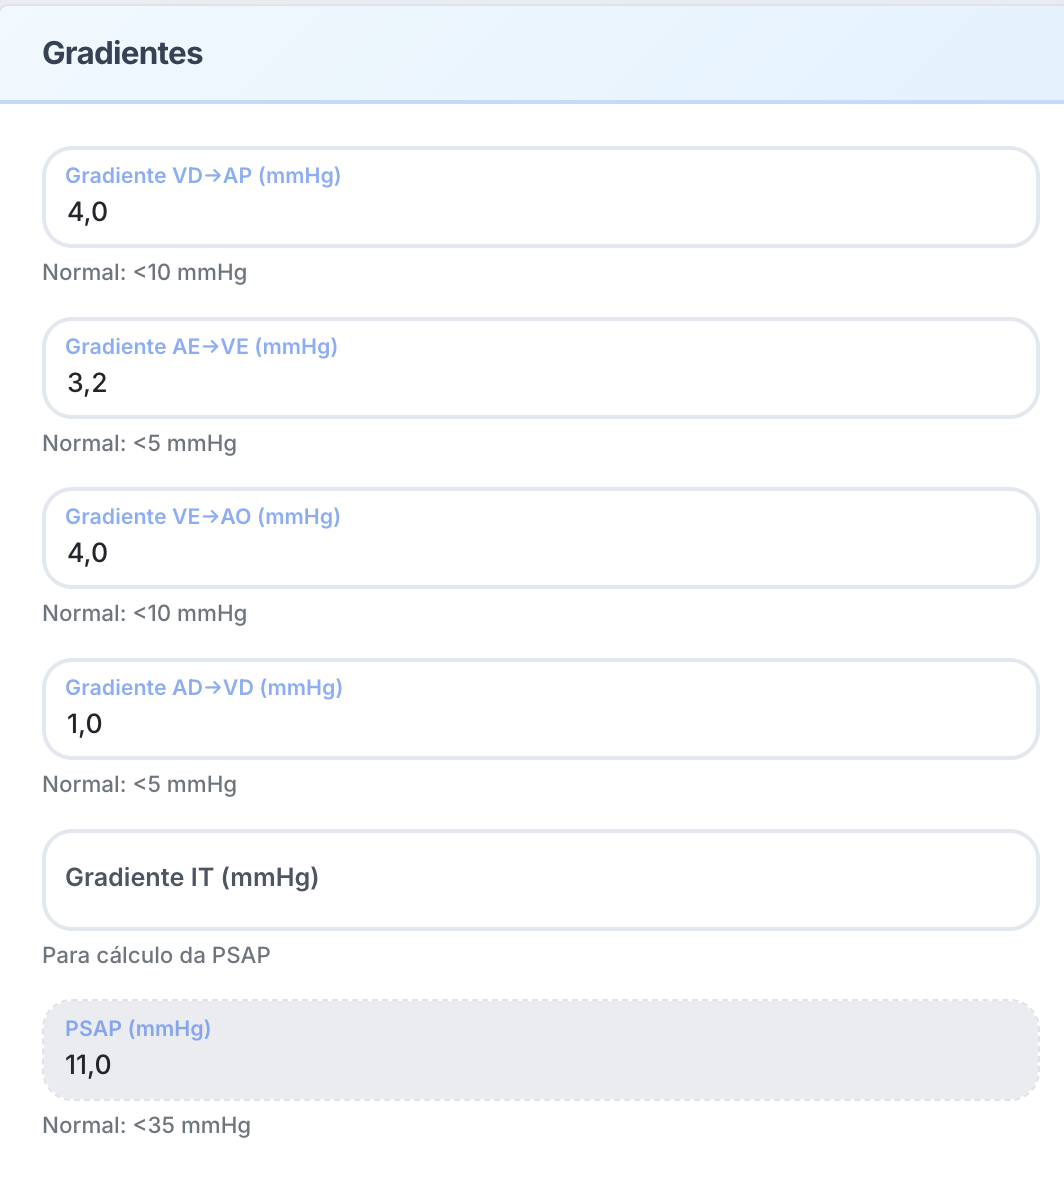 Gradientes
Gradiente VD→AP (mmHg)
4,0
Normal: <10 mmHg
Gradiente AE→VE (mmHg)
3,2
Normal: <5 mmHg
Gradiente VE→AO (mmHg)
4,0
Normal: <10 mmHg
Gradiente AD→VD (mmHg)
1,0
Normal: <5 mmHg
Gradiente IT (mmHg)
Para cálculo da PSAP
PSAP (mmHg)
11,0
Normal: <35 mmHg